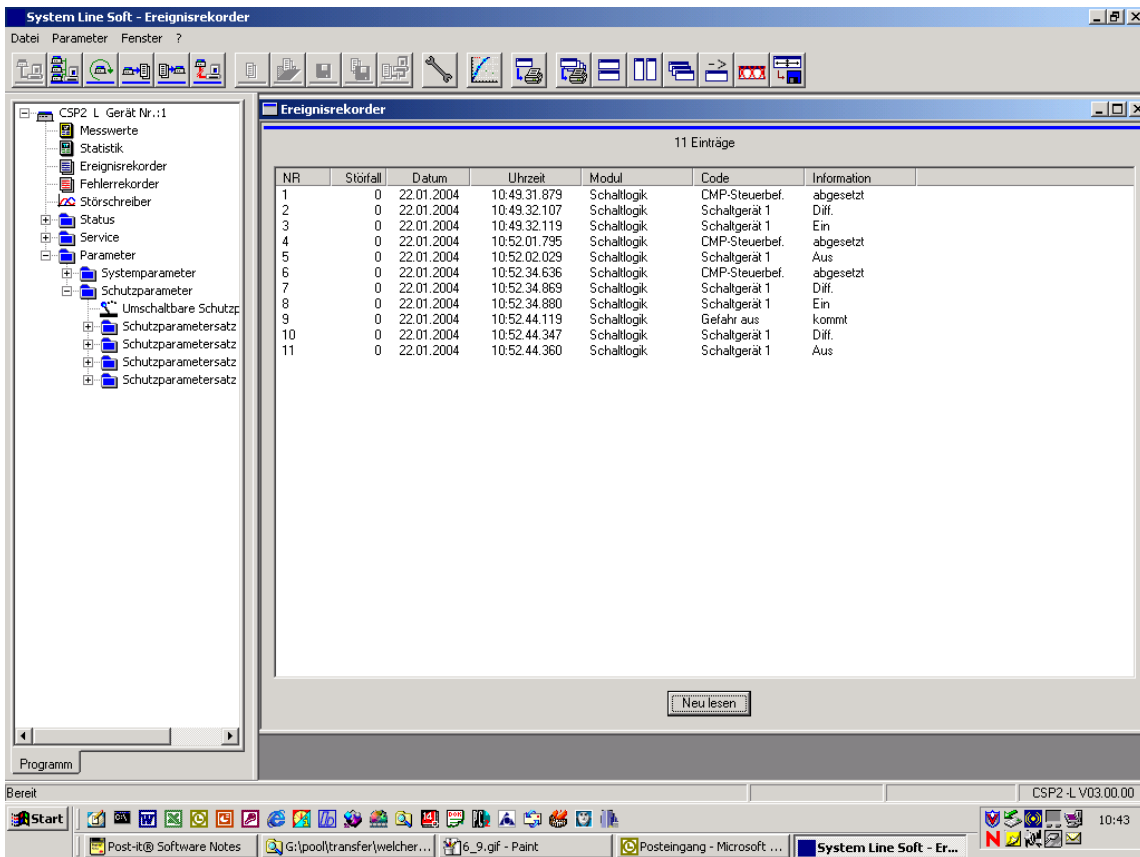 System Line Soft - Ereignisrekorder
Datei Parameter Fenster ?
CSP2 L Gerät Nr.:1
Messwerte
Statistik
Ereignisrekorder
Fehlerrekorder
Störschreiber
Status
Service
Parameter
Systemparameter
Schutzparameter
Umschaltbare Schutzp
Schutzparametersatz
Schutzparametersatz
Schutzparametersatz
Schutzparametersatz
Programm
Ereignisrekorder
11 Einträge
NR Störfall Datum Uhrzeit Modul Code Information
1 0 22.01.2004 10:49.31.879 Schaltlogik CMP-Steuerbef. abgesetzt
2 0 22.01.2004 10:49.32.107 Schaltlogik Schaltgerät 1 Diff.
3 0 22.01.2004 10:49.32.119 Schaltlogik Schaltgerät 1 Ein
4 0 22.01.2004 10:52.01.795 Schaltlogik CMP-Steuerbef. abgesetzt
5 0 22.01.2004 10:52.02.029 Schaltlogik Schaltgerät 1 Aus
6 0 22.01.2004 10:52.34.636 Schaltlogik CMP-Steuerbef. abgesetzt
7 0 22.01.2004 10:52.34.869 Schaltlogik Schaltgerät 1 Diff.
8 0 22.01.2004 10:52.34.880 Schaltlogik Schaltgerät 1 Ein
9 0 22.01.2004 10:52.44.119 Schaltlogik Gefahr aus kommt
10 0 22.01.2004 10:52.44.347 Schaltlogik Schaltgerät 1 Diff.
11 0 22.01.2004 10:52.44.360 Schaltlogik Schaltgerät 1 Aus
Neu lesen
Bereit CSP2 -L V03.00.00
Start 10:43
Post-it® Software Notes G:\pool\transfer\welcher... 6_9.gif - Paint Posteingang - Microsoft ... System Line Soft - Er...